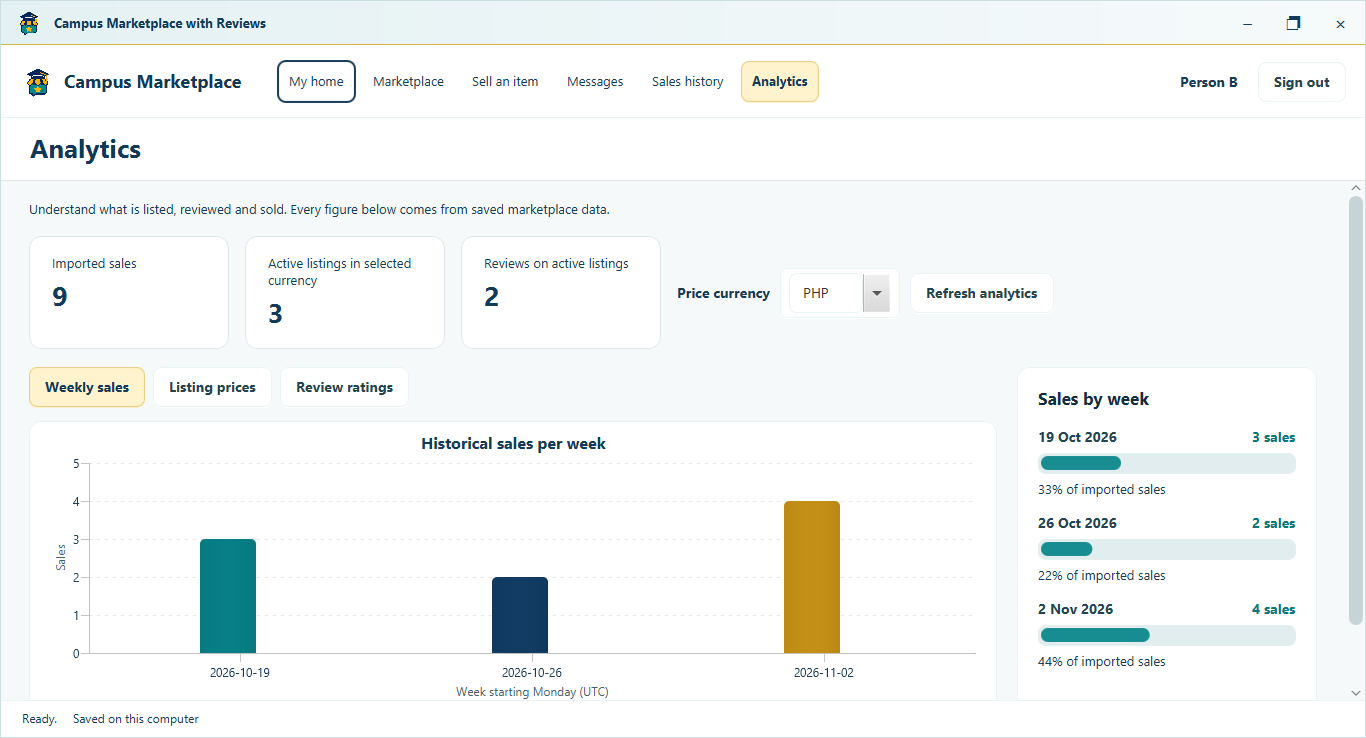 Campus Marketplace with Reviews
Campus Marketplace
My home
Marketplace
Sell an item
Messages
Sales history
Analytics
Person B
Sign out
Analytics
Understand what is listed, reviewed and sold. Every figure below comes from saved marketplace data.
Imported sales
9
Active listings in selected
currency
3
Reviews on active listings
2
Price currency
PHP
Refresh analytics
Weekly sales
Listing prices
Review ratings
Historical sales per week
5
4
3
2
1
0
Sales
2026-10-19
2026-10-26
2026-11-02
Week starting Monday (UTC)
Sales by week
19 Oct 2026
3 sales
33% of imported sales
26 Oct 2026
2 sales
22% of imported sales
2 Nov 2026
4 sales
44% of imported sales
Ready.
Saved on this computer